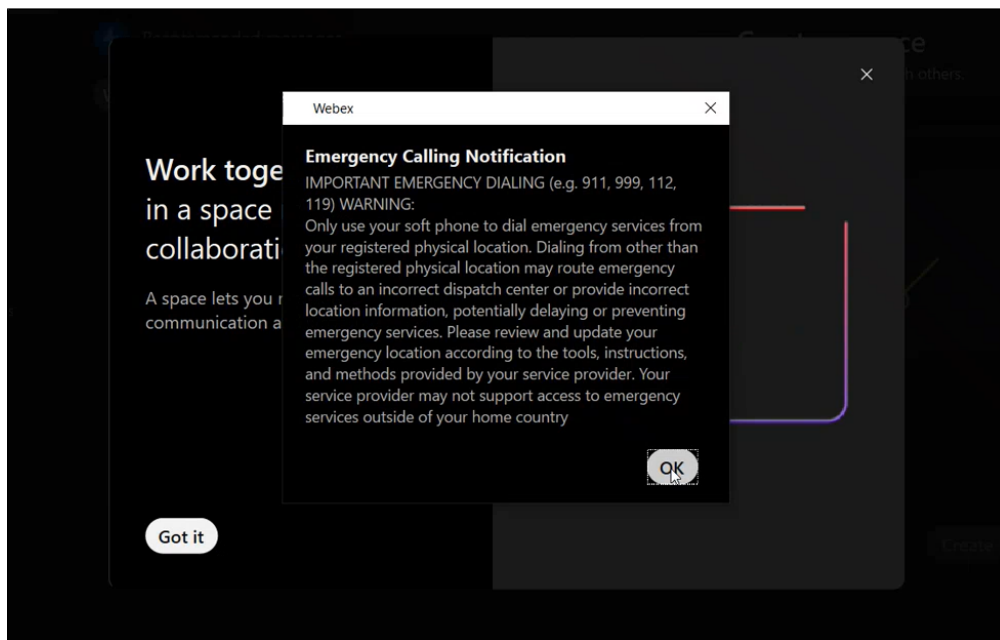 Webex
Emergency Calling Notification
IMPORTANT EMERGENCY DIALING (e.g. 911, 999, 112,
119) WARNING:
Only use your soft phone to dial emergency services from
your registered physical location. Dialing from other than
the registered physical location may route emergency
calls to an incorrect dispatch center or provide incorrect
location information, potentially delaying or preventing
emergency services. Please review and update your
emergency location according to the tools, instructions,
and methods provided by your service provider. Your
service provider may not support access to emergency
services outside of your home country
OK
Work toge
in a space
collaborati
A space lets you
communication a
Got it
h others.
Create